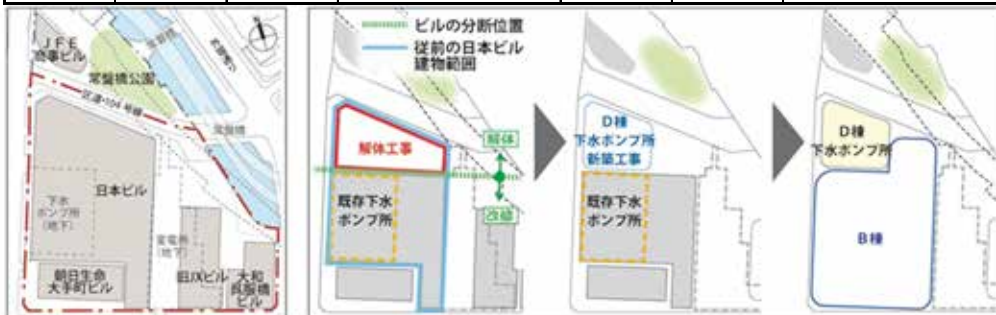 ビルの分断位置
従前の日本ビル
建物範囲
JFE
商事ビル
常盤橋公園
区道・104号線
常盤橋
日本ビル
下水
ポンプ所
(地下)
変電所
(地下)
朝日生命
大手町ビル
旧JXビル
大和
呉服橋
ビル
解体工事
解体
改修
既存下水
ポンプ所
D棟
下水ポンプ所
新築工事
既存下水
ポンプ所
D棟
下水ポンプ所
B棟